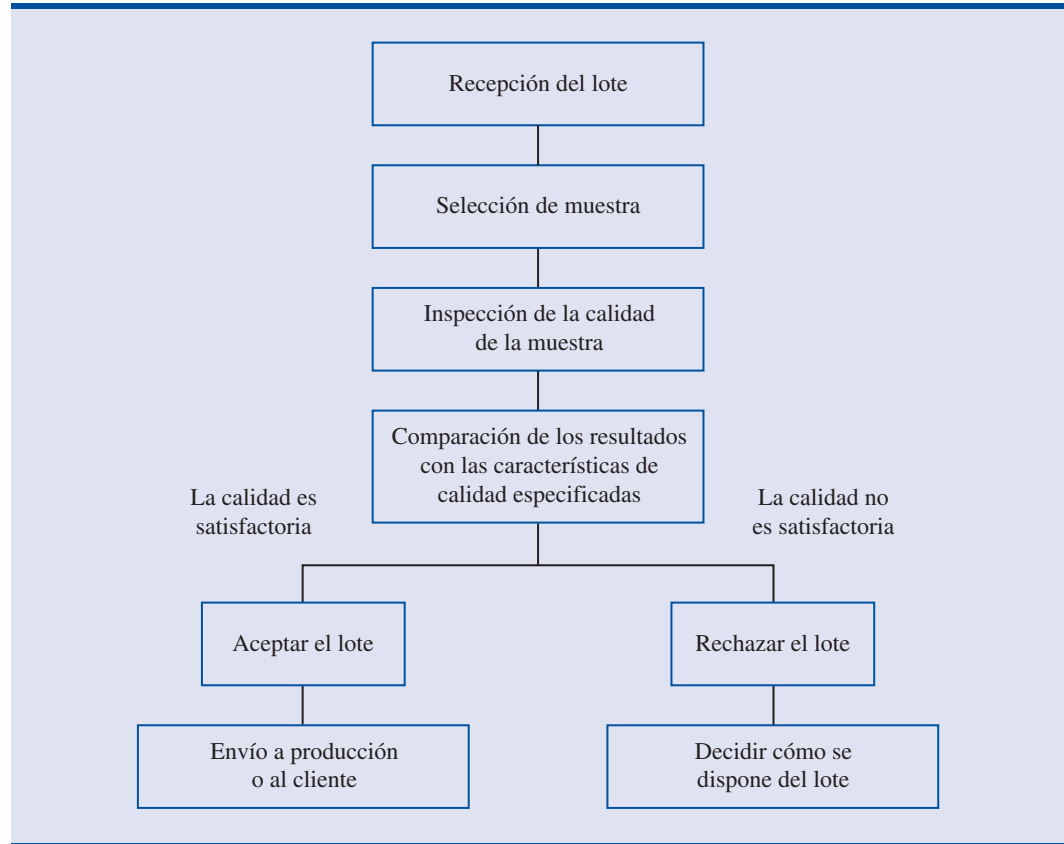 Recepción del lote
Selección de muestra
Inspección de la calidad
de la muestra
Comparación de los resultados
con las características de
calidad especificadas
La calidad es
satisfactoria
La calidad no
es satisfactoria
Aceptar el lote
Rechazar el lote
Envío a producción
o al cliente
Decidir cómo se
dispone del lote